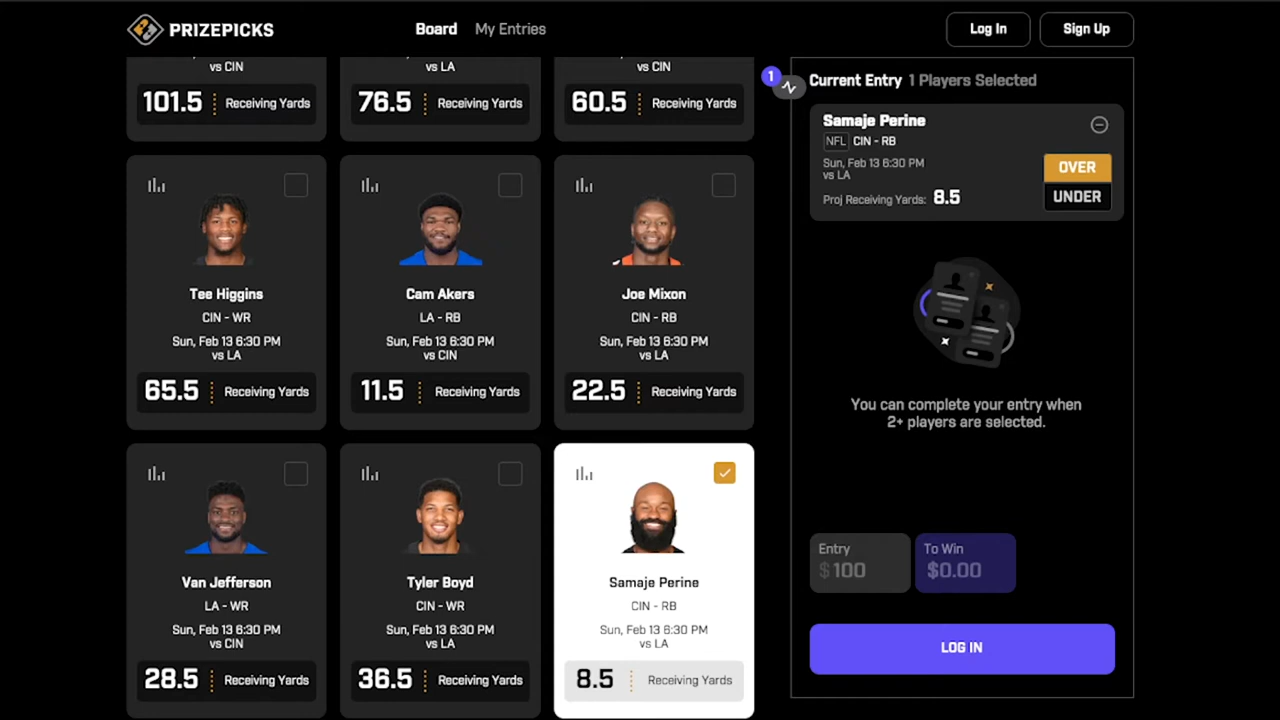 PRIZEPICKS
Board
My Entries
Log In
Sign Up
vs CIN
101.5 Receiving Yards
vs LA
76.5 Receiving Yards
vs CIN
60.5 Receiving Yards
Tee Higgins
CIN - WR
Sun, Feb 13 6:30 PM
vs LA
65.5 Receiving Yards
Cam Akers
LA - RB
Sun, Feb 13 6:30 PM
vs CIN
11.5 Receiving Yards
Joe Mixon
CIN - RB
Sun, Feb 13 6:30 PM
vs LA
22.5 Receiving Yards
Van Jefferson
LA - WR
Sun, Feb 13 6:30 PM
vs CIN
28.5 Receiving Yards
Tyler Boyd
CIN - WR
Sun, Feb 13 6:30 PM
vs LA
36.5 Receiving Yards
Samaje Perine
CIN - RB
Sun, Feb 13 6:30 PM
vs LA
8.5 Receiving Yards
1
Current Entry 1 Players Selected
Samaje Perine
NFL CIN - RB
Sun, Feb 13 6:30 PM
vs LA
Proj Receiving Yards: 8.5
OVER
UNDER
You can complete your entry when
2+ players are selected.
Entry
$ 100
To Win
$0.00
LOG IN